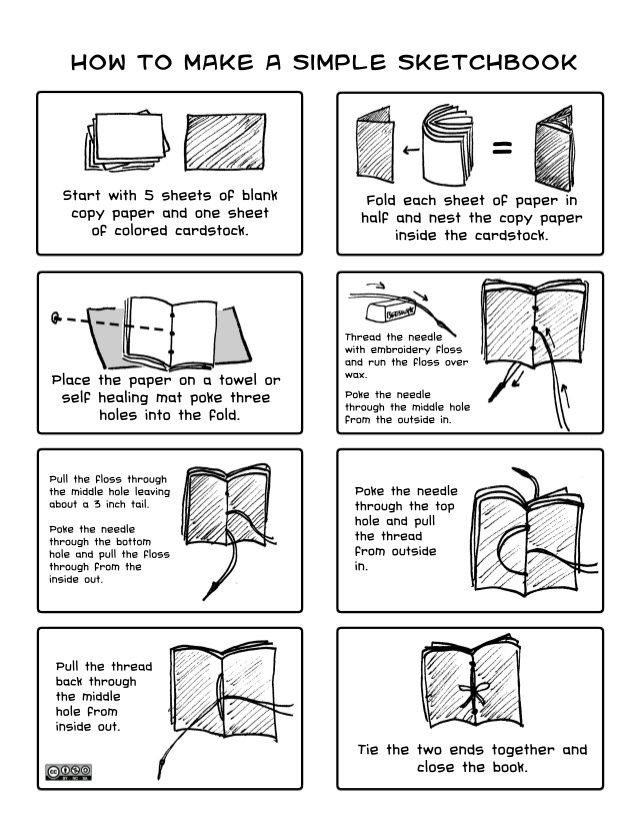 HOW TO MAKE A SIMPLE SKETCHBOOK
Start with 5 sheets of blank
copy paper and one sheet
of colored cardstock.
=
Fold each sheet of paper in
half and nest the copy paper
inside the cardstock.
Place the paper on a towel or
self healing mat poke three
holes into the fold.
Thread the needle
with embroidery floss
and run the floss over
wax.
Poke the needle
through the middle hole
from the outside in.
Pull the floss through
the middle hole leaving
about a 3 inch tail.
Poke the needle
through the bottom
hole and pull the floss
through from the
inside out.
Poke the needle
through the top
hole and pull
the thread
from outside
in.
Pull the thread
back through
the middle
hole from
inside out.
cc
BY NC SA
Tie the two ends together and
close the book.